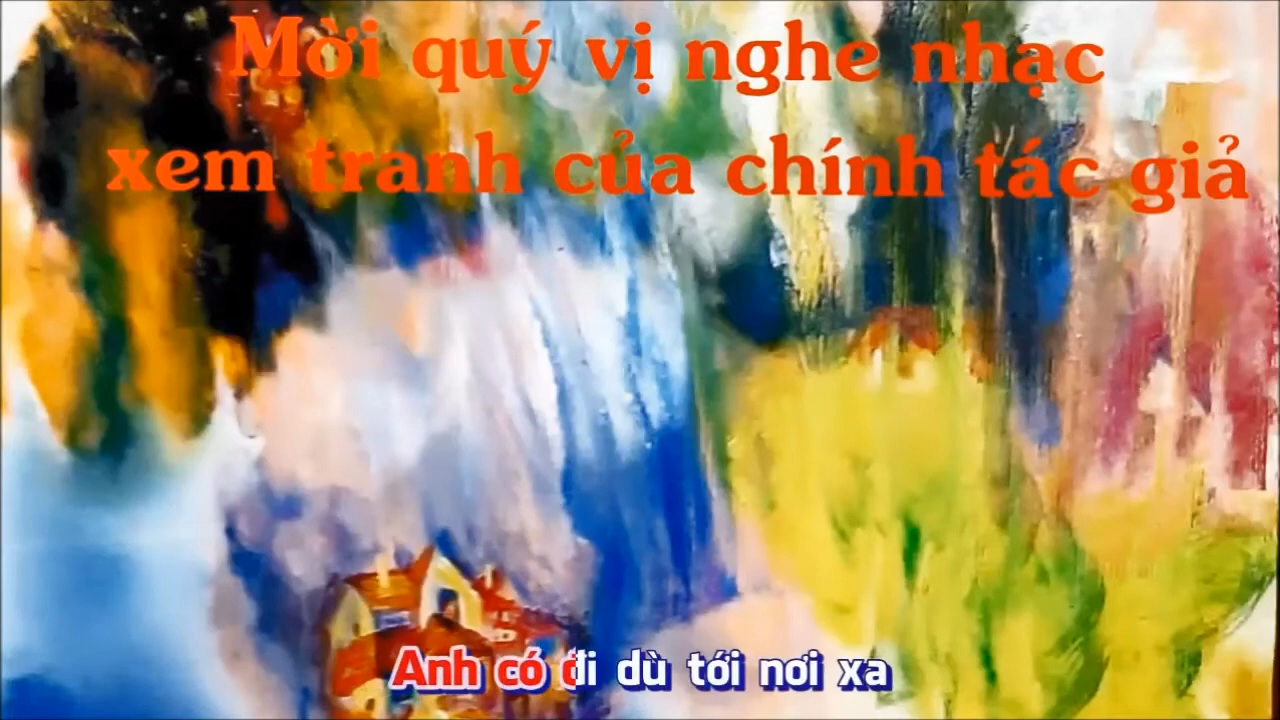 Mời quý vị nghe nhạc
xem tranh của chính tác giả
Anh có đi dù tới nơi xa